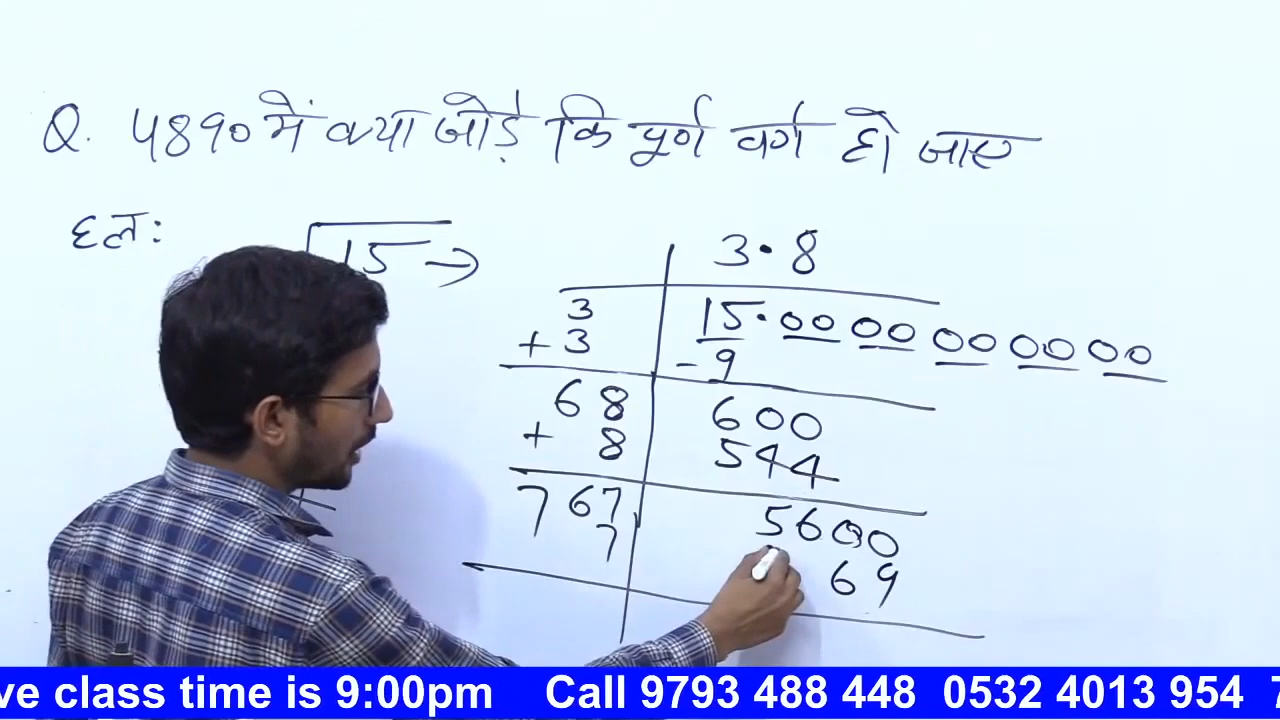 Q. 4890 में क्या जोड़े कि पूर्ण वर्ग हो जाए
हल:
√15 →
3.8
3 15.00 00 00 00 00
+3 -9
68 600
+ 8 544
767 5600
7 69
ve class time is 9:00pm Call 9793 488 448 0532 4013 954 7